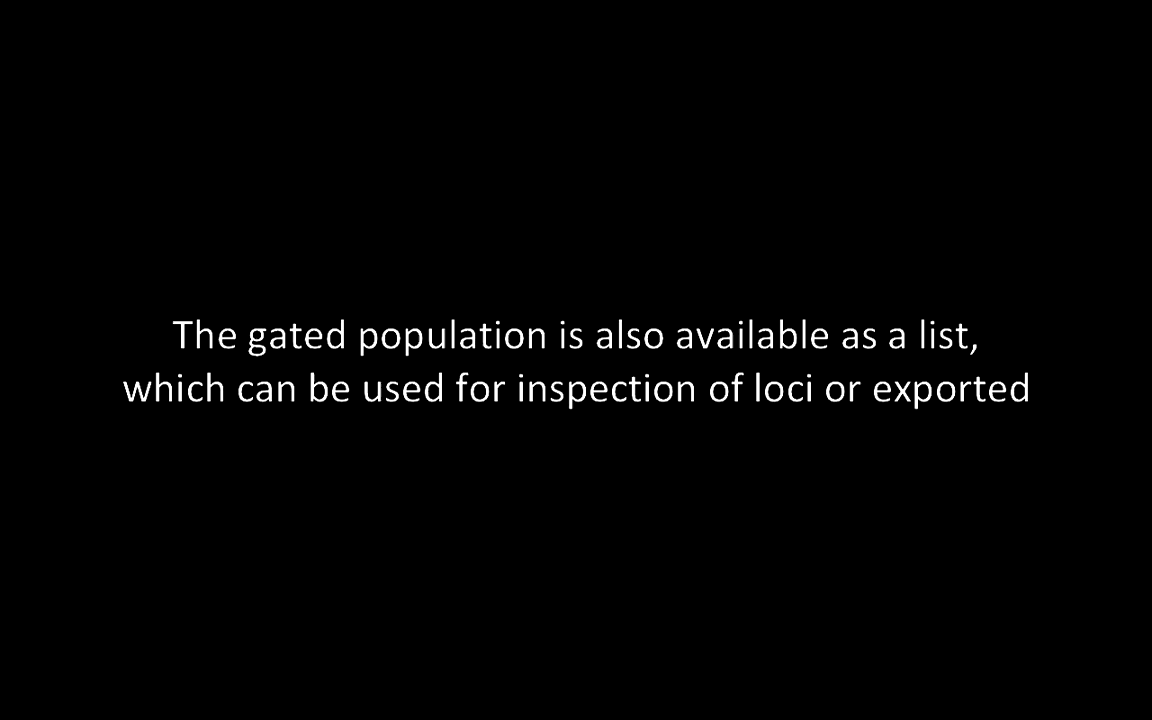 The gated population is also available as a list,
which can be used for inspection of loci or exported